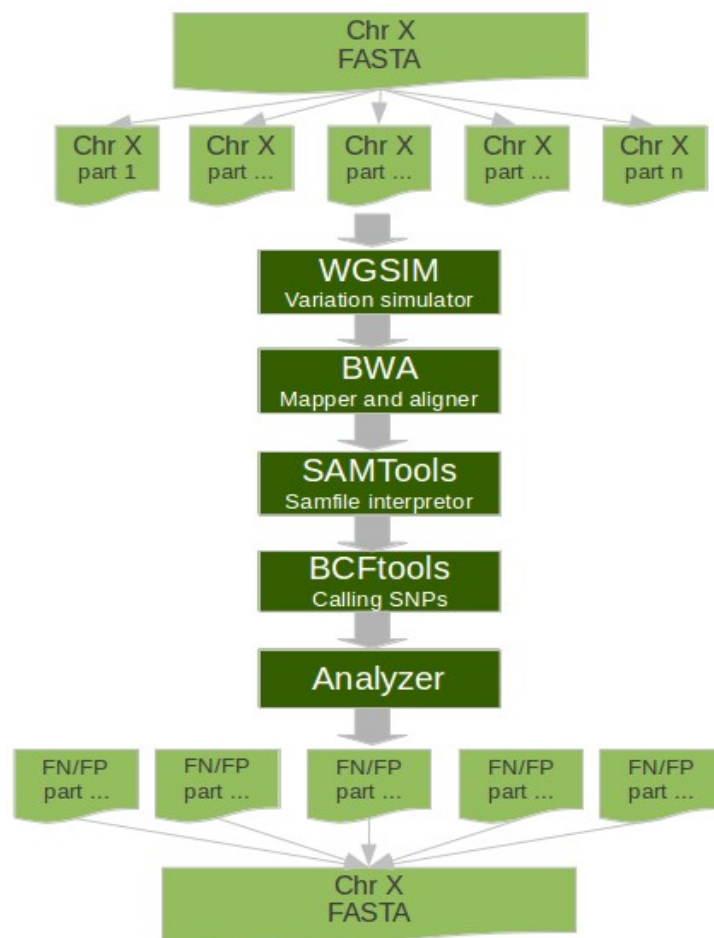 Chr X
FASTA
Chr X
part 1
Chr X
part ...
Chr X
part ...
Chr X
part ...
Chr X
part n
WGSIM
Variation simulator
BWA
Mapper and aligner
SAMTools
Samfile interpretor
BCFtools
Calling SNPs
Analyzer
FN/FP
part ...
FN/FP
part ...
FN/FP
part ...
FN/FP
part ...
FN/FP
part ...
Chr X
FASTA